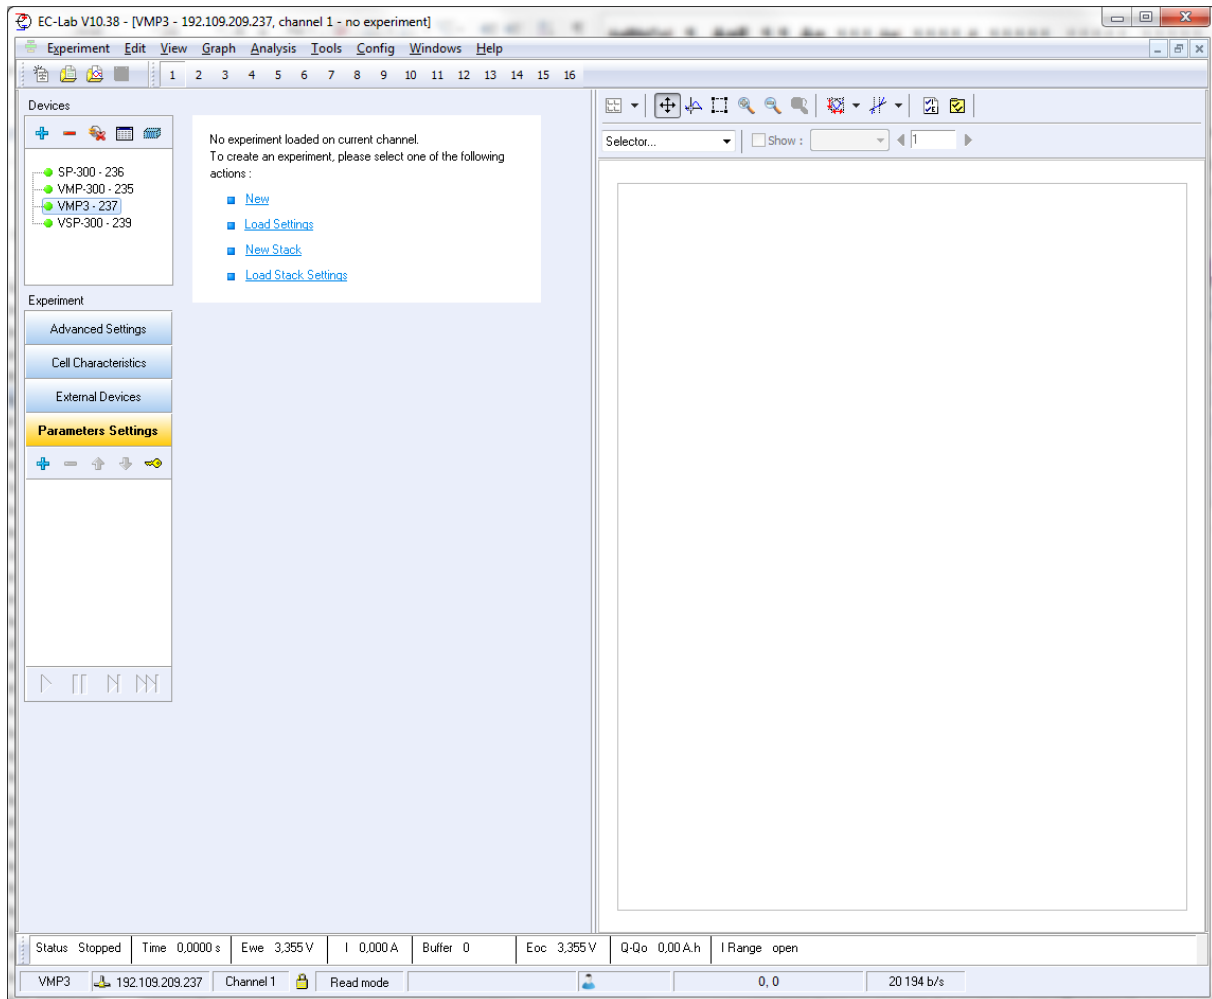 EC-Lab V10.38 - [VMP3 - 192.109.209.237, channel 1 - no experiment]
Experiment Edit View Graph Analysis Tools Config Windows Help
1 2 3 4 5 6 7 8 9 10 11 12 13 14 15 16
Devices
SP-300 - 236
VMP-300 - 235
VMP3 - 237
VSP-300 - 239
No experiment loaded on current channel.
To create an experiment, please select one of the following
actions :
New
Load Settings
New Stack
Load Stack Settings
Experiment
Advanced Settings
Cell Characteristics
External Devices
Parameters Settings
Selector... Show : 1
Status Stopped Time 0,0000 s Ewe 3,355 V I 0,000 A Buffer 0 Eoc 3,355 V Q-Qo 0,00 A.h I Range open
VMP3 192.109.209.237 Channel 1 Read mode 0, 0 20 194 b/s